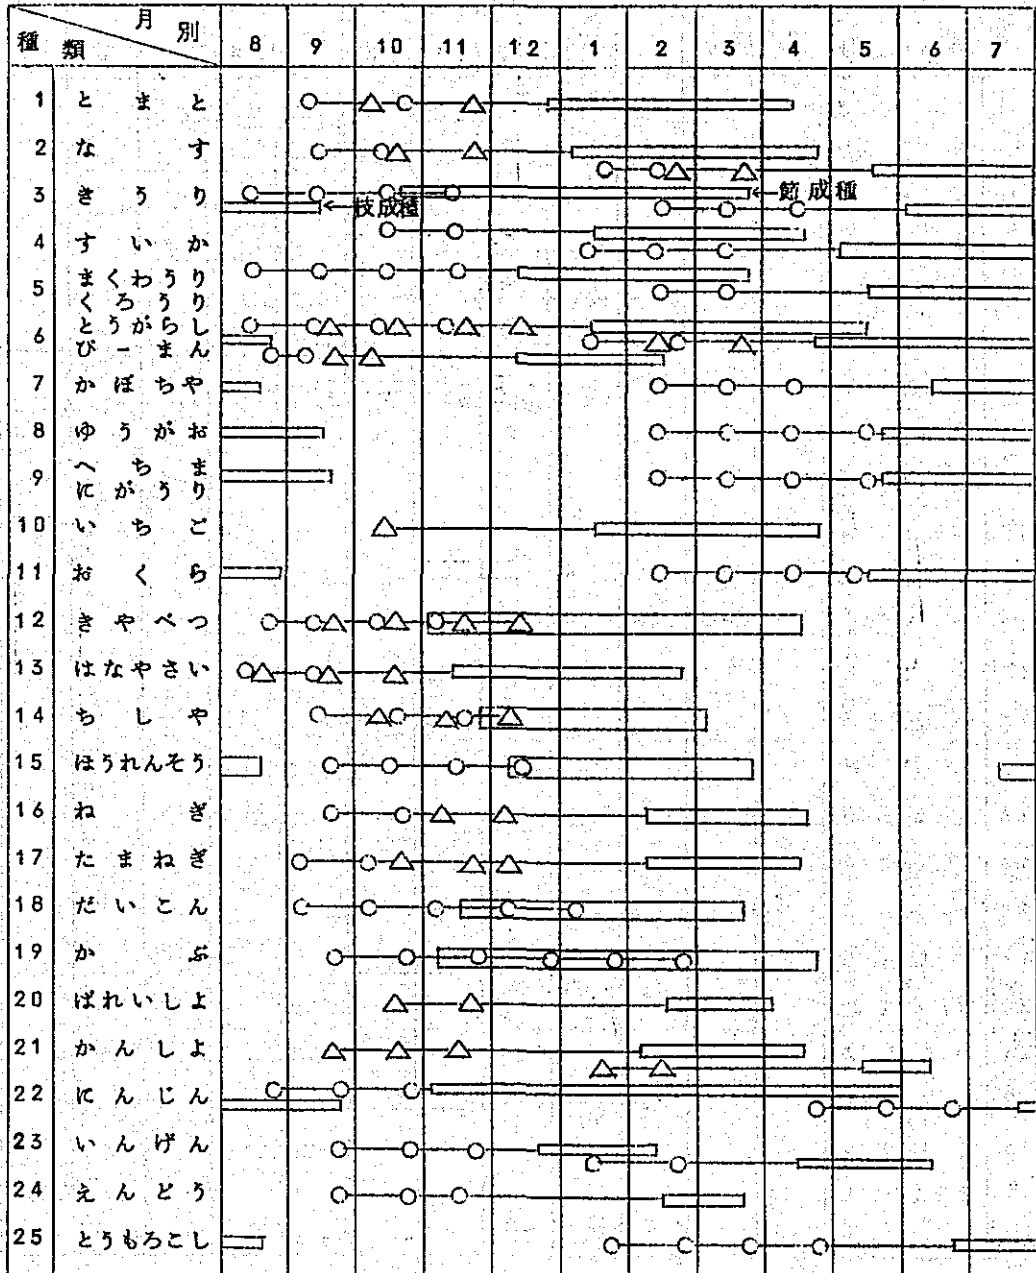 月別
種類
8 9 10 11 12 1 2 3 4 5 6 7
1 とまと
2 なす
3 きうり
←枝成種
←節成種
4 すいか
5 まくわうり
くろうり
6 とうがらし
ぴーまん
7 かぼちや
8 ゆうがお
9 へちま
にがうり
10 いちご
11 おくら
12 きやべつ
13 はなやさい
14 ちしや
15 ほうれんそう
16 ねぎ
17 たまねぎ
18 だいこん
19 かぶ
20 ばれいしよ
21 かんしよ
22 にんじん
23 いんげん
24 えんどう
25 とうもろこし